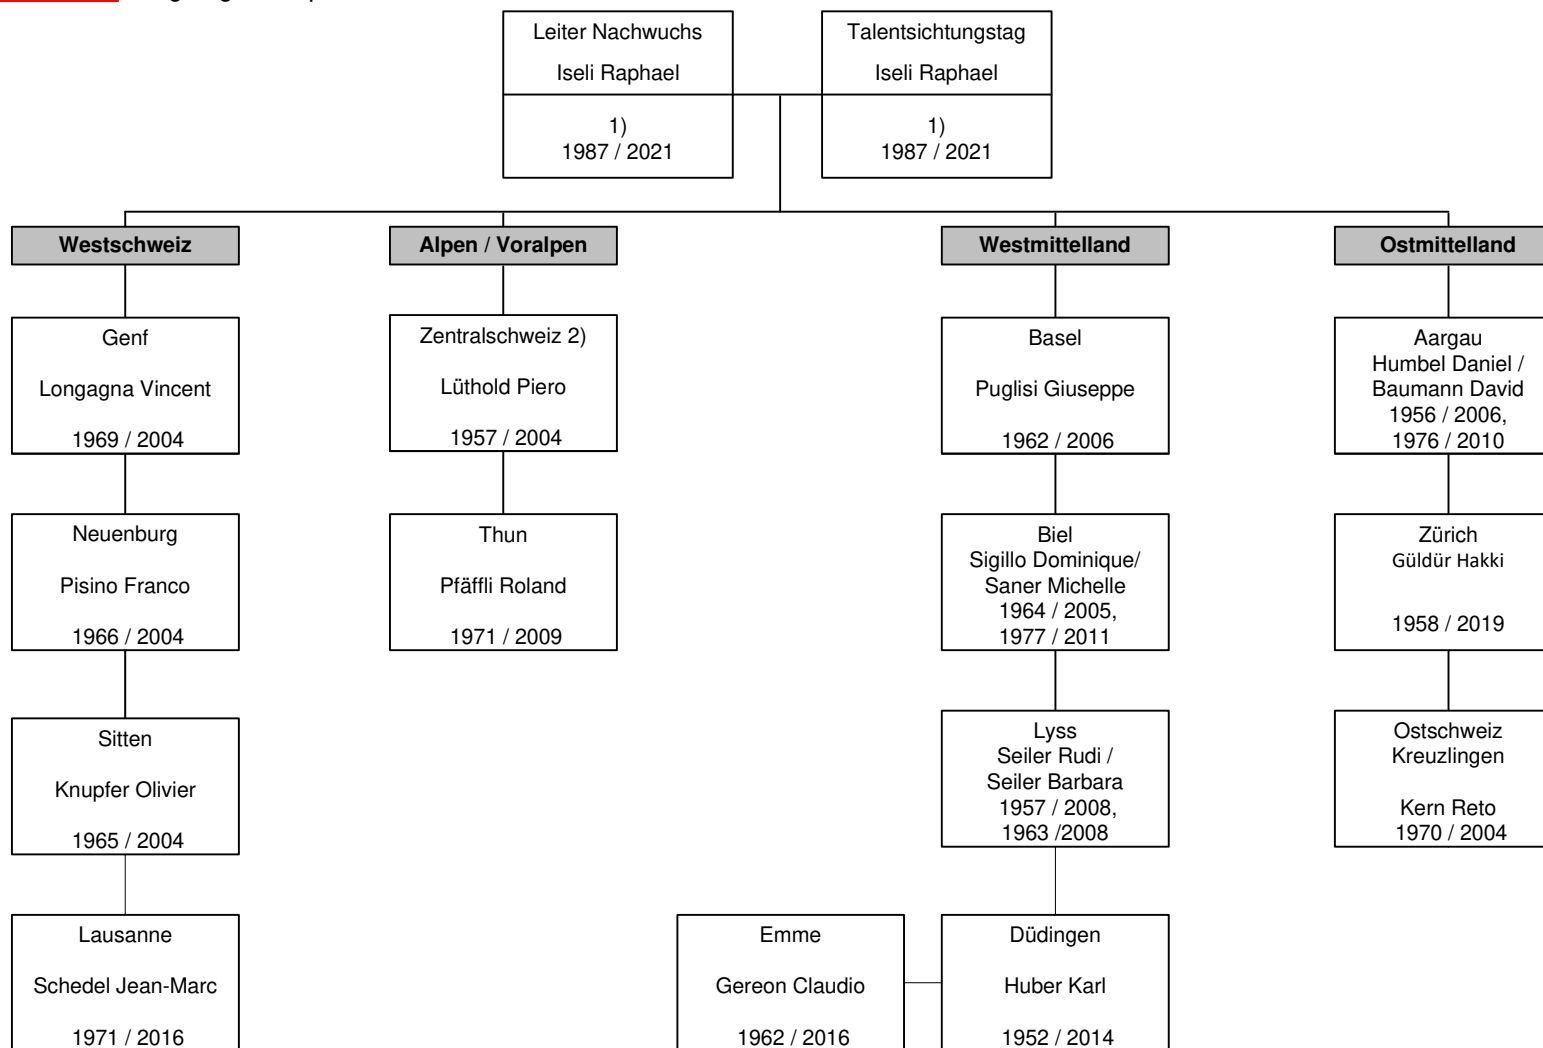 Leiter Nachwuchs
Iseli Raphael
1)
1987 / 2021
Talentsichtungstag
Iseli Raphael
1)
1987 / 2021
Westschweiz
Alpen / Voralpen
Westmittelland
Ostmittelland
Genf
Longagna Vincent
1969 / 2004
Zentralschweiz 2)
Lüthold Piero
1957 / 2004
Basel
Puglisi Giuseppe
1962 / 2006
Aargau
Humbel Daniel /
Baumann David
1956 / 2006,
1976 / 2010
Neuenburg
Pisino Franco
1966 / 2004
Thun
Pfäffli Roland
1971 / 2009
Biel
Sigillo Dominique/
Saner Michelle
1964 / 2005,
1977 / 2011
Zürich
Güldür Hakki
1958 / 2019
Sitten
Knupfer Olivier
1965 / 2004
Lyss
Seiler Rudi /
Seiler Barbara
1957 / 2008,
1963 /2008
Ostschweiz
Kreuzlingen
Kern Reto
1970 / 2004
Lausanne
Schedel Jean-Marc
1971 / 2016
Emme
Gereon Claudio
1962 / 2016
Düdingen
Huber Karl
1952 / 2014